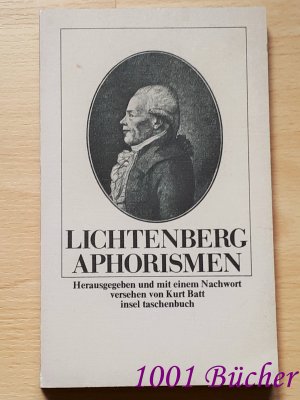 LICHTENBERG
APHORISMEN
Herausgegeben und mit einem Nachwort
versehen von Kurt Batt
insel taschenbuch
1001 Bücher